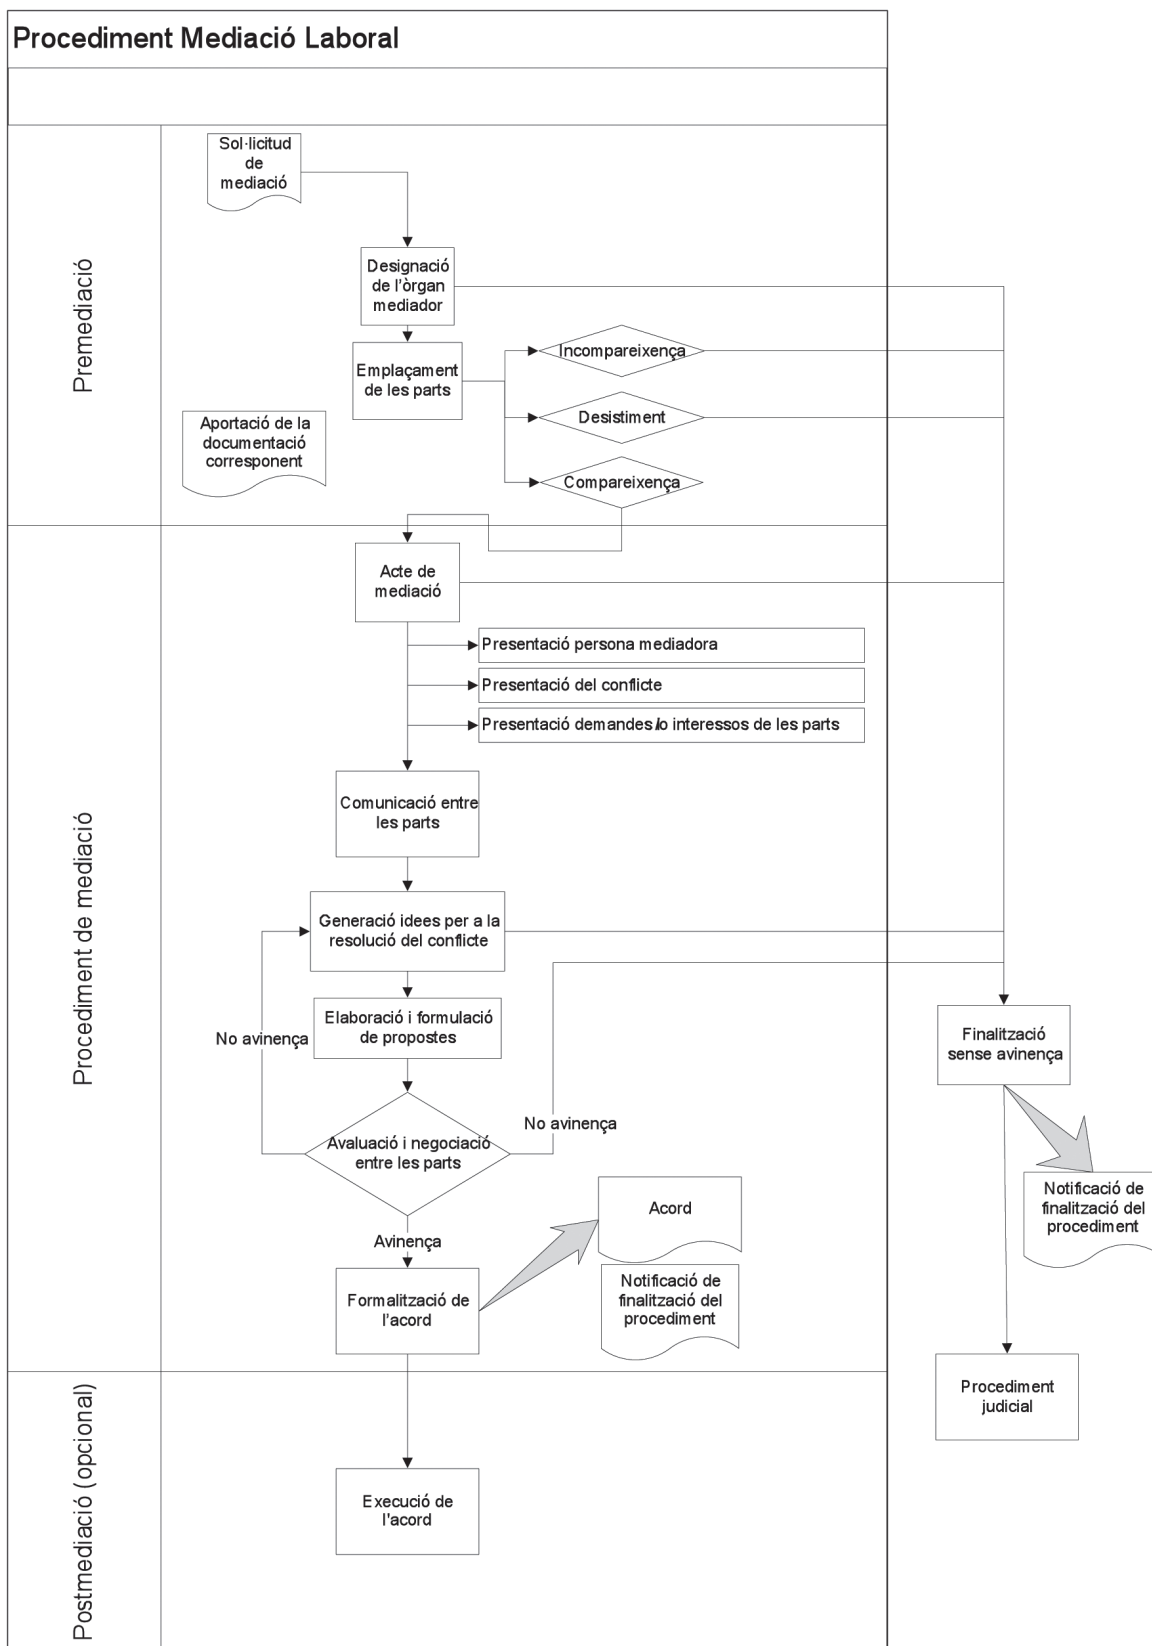 Procediment Mediació Laboral
Premediació
Sol·licitud
de
mediació
Designació
de l'òrgan
mediador
Emplaçament
de les parts
Incompareixença
Desistiment
Compareixença
Aportació de la
documentació
corresponent
Procediment de mediació
Acte de
mediació
Presentació persona mediadora
Presentació del conflicte
Presentació demandes i/o interessos de les parts
Comunicació entre
les parts
Generació idees per a la
resolució del conflicte
Elaboració i formulació
de propostes
No avinença
Avaluació i negociació
entre les parts
No avinença
Avinença
Formalització de
l'acord
Acord
Notificació de
finalització del
procediment
Finalització
sense avinença
Notificació de
finalització del
procediment
Procediment
judicial
Postmediació (opcional)
Execució de
l'acord